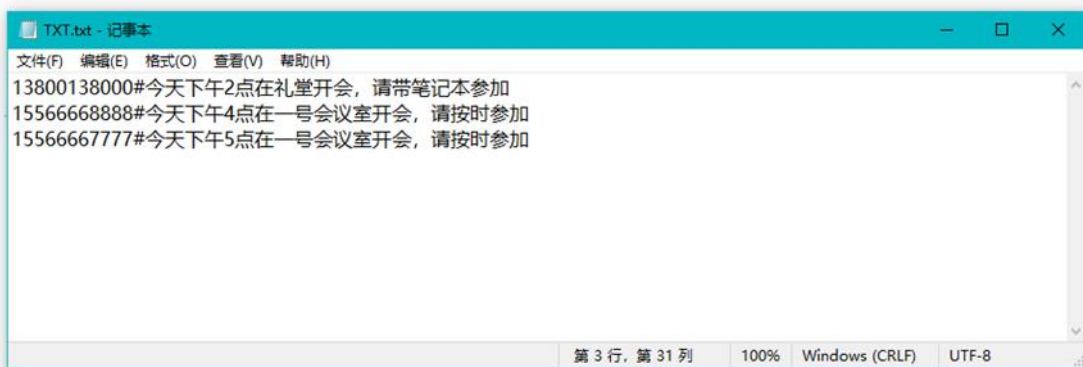 TXT.txt - 记事本
文件(F) 编辑(E) 格式(O) 查看(V) 帮助(H)
13800138000#今天下午2点在礼堂开会，请带笔记本参加
15566668888#今天下午4点在一号会议室开会，请按时参加
15566667777#今天下午5点在一号会议室开会，请按时参加
第 3 行，第 31 列 100% Windows (CRLF) UTF-8